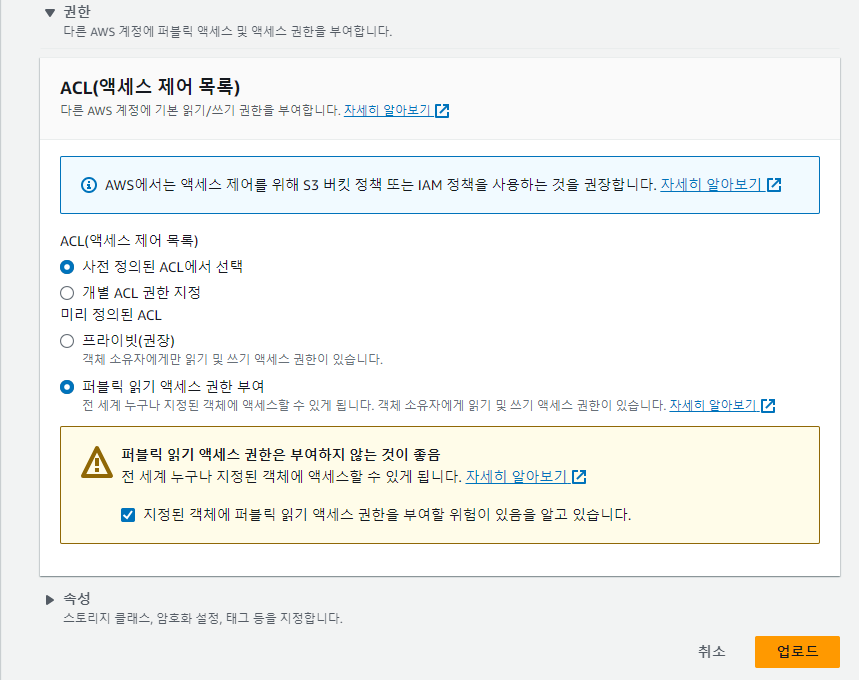 권한
다른 AWS 계정에 퍼블릭 액세스 및 액세스 권한을 부여합니다.
ACL(액세스 제어 목록)
다른 AWS 계정에 기본 읽기/쓰기 권한을 부여합니다. 자세히 알아보기
AWS에서는 액세스 제어를 위해 S3 버킷 정책 또는 IAM 정책을 사용하는 것을 권장합니다. 자세히 알아보기
ACL(액세스 제어 목록)
사전 정의된 ACL에서 선택
개별 ACL 권한 지정
미리 정의된 ACL
프라이빗(권장)
객체 소유자에게만 읽기 및 쓰기 액세스 권한이 있습니다.
퍼블릭 읽기 액세스 권한 부여
전 세계 누구나 지정된 객체에 액세스할 수 있게 됩니다. 객체 소유자에게 읽기 및 쓰기 액세스 권한이 있습니다. 자세히 알아보기
퍼블릭 읽기 액세스 권한은 부여하지 않는 것이 좋음
전 세계 누구나 지정된 객체에 액세스할 수 있게 됩니다. 자세히 알아보기
지정된 객체에 퍼블릭 읽기 액세스 권한을 부여할 위험이 있음을 알고 있습니다.
속성
스토리지 클래스, 암호화 설정, 태그 등을 지정합니다.
취소 업로드